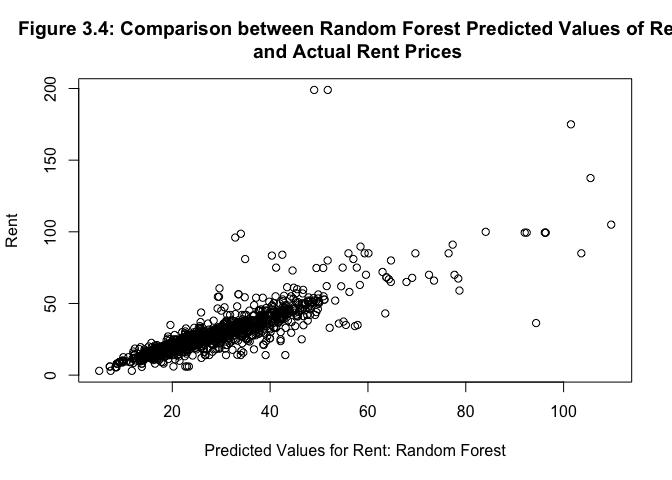 Figure 3.4: Comparison between Random Forest Predicted Values of Re
and Actual Rent Prices
200
150
100
50
0
Rent
20 40 60 80 100
Predicted Values for Rent: Random Forest